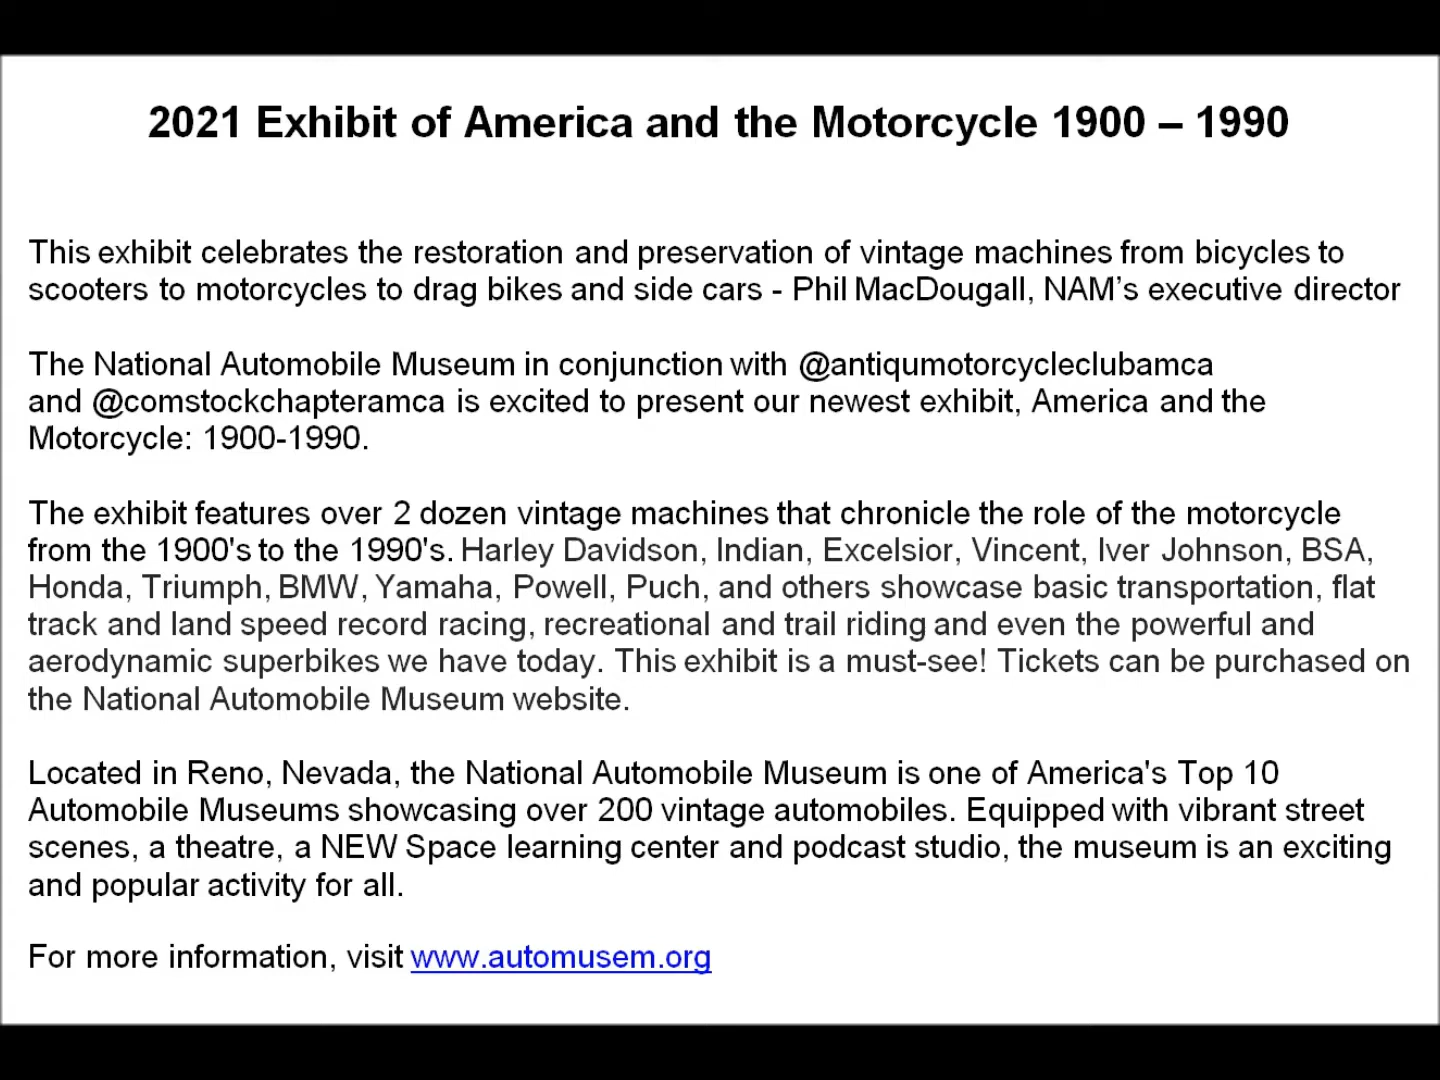 2021 Exhibit of America and the Motorcycle 1900 – 1990
This exhibit celebrates the restoration and preservation of vintage machines from bicycles to
scooters to motorcycles to drag bikes and side cars - Phil MacDougall, NAM’s executive director
The National Automobile Museum in conjunction with @antiqumotorcycleclubamca
and @comstockchapteramca is excited to present our newest exhibit, America and the
Motorcycle: 1900-1990.
The exhibit features over 2 dozen vintage machines that chronicle the role of the motorcycle
from the 1900's to the 1990's. Harley Davidson, Indian, Excelsior, Vincent, Iver Johnson, BSA,
Honda, Triumph, BMW, Yamaha, Powell, Puch, and others showcase basic transportation, flat
track and land speed record racing, recreational and trail riding and even the powerful and
aerodynamic superbikes we have today. This exhibit is a must-see! Tickets can be purchased on
the National Automobile Museum website.
Located in Reno, Nevada, the National Automobile Museum is one of America's Top 10
Automobile Museums showcasing over 200 vintage automobiles. Equipped with vibrant street
scenes, a theatre, a NEW Space learning center and podcast studio, the museum is an exciting
and popular activity for all.
For more information, visit www.automusem.org